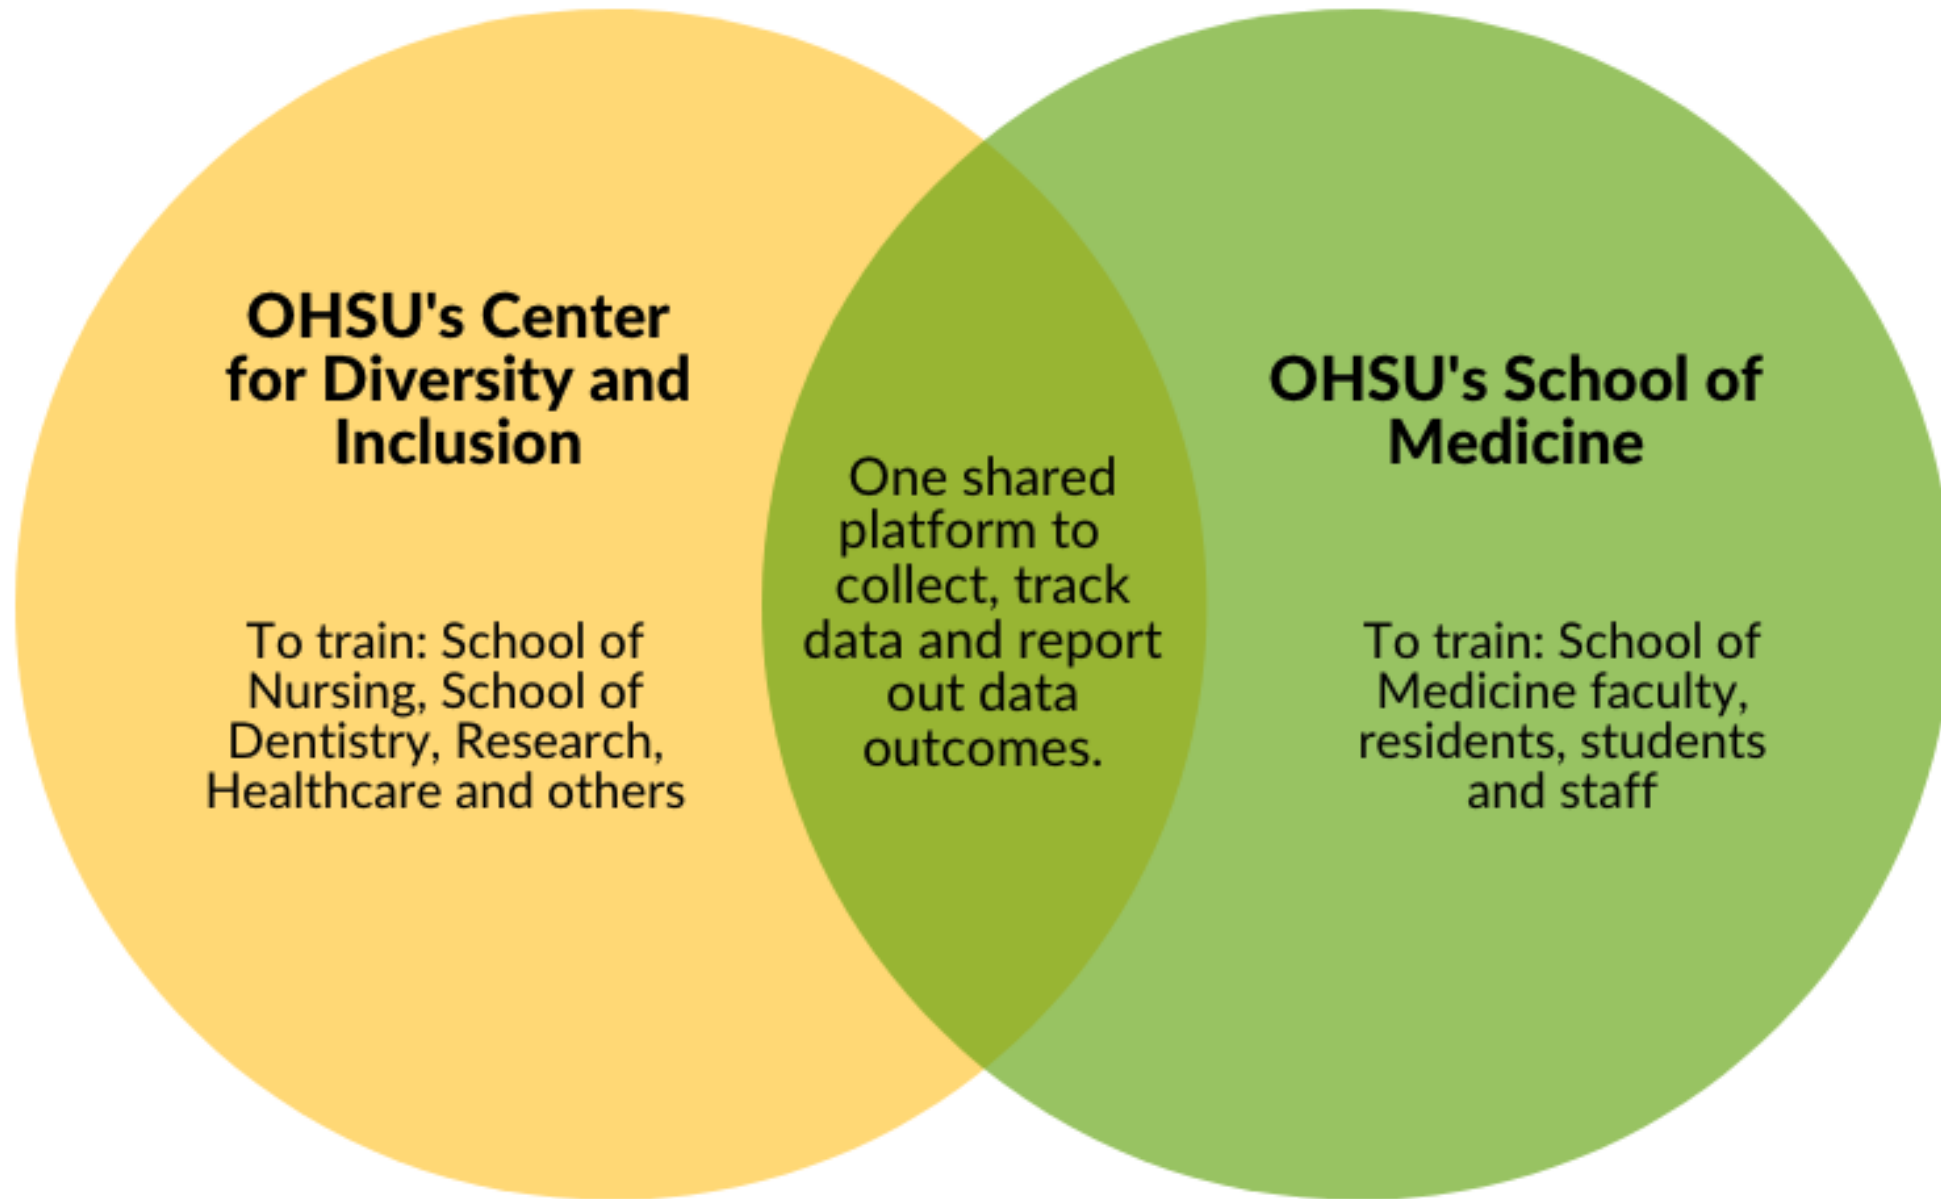 OHSU's Center
for Diversity and
Inclusion
To train: School of
Nursing, School of
Dentistry, Research,
Healthcare and others
One shared
platform to
collect, track
data and report
out data
outcomes.
OHSU's School of
Medicine
To train: School of
Medicine faculty,
residents, students
and staff